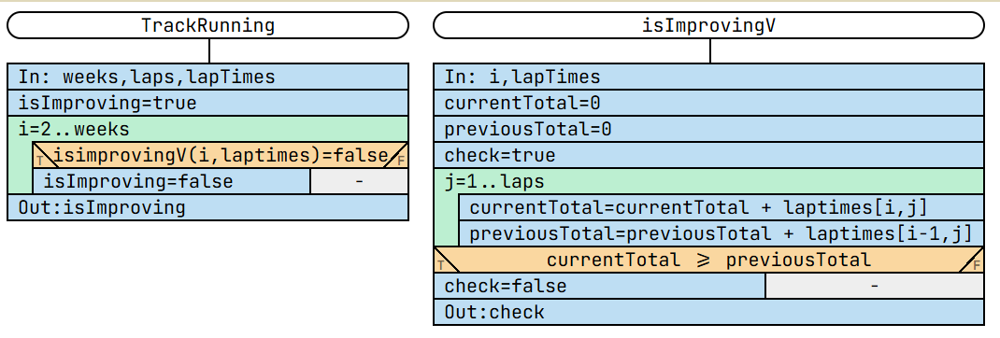 TrackRunning
In: weeks,laps,lapTimes
isImproving=true
i=2..weeks
T isimprovingV(i,laptimes)=false F
isImproving=false -
Out:isImproving
isImprovingV
In: i,lapTimes
currentTotal=0
previousTotal=0
check=true
j=1..laps
currentTotal=currentTotal + laptimes[i,j]
previousTotal=previousTotal + laptimes[i-1,j]
T currentTotal ⩾ previousTotal F
check=false -
Out:check